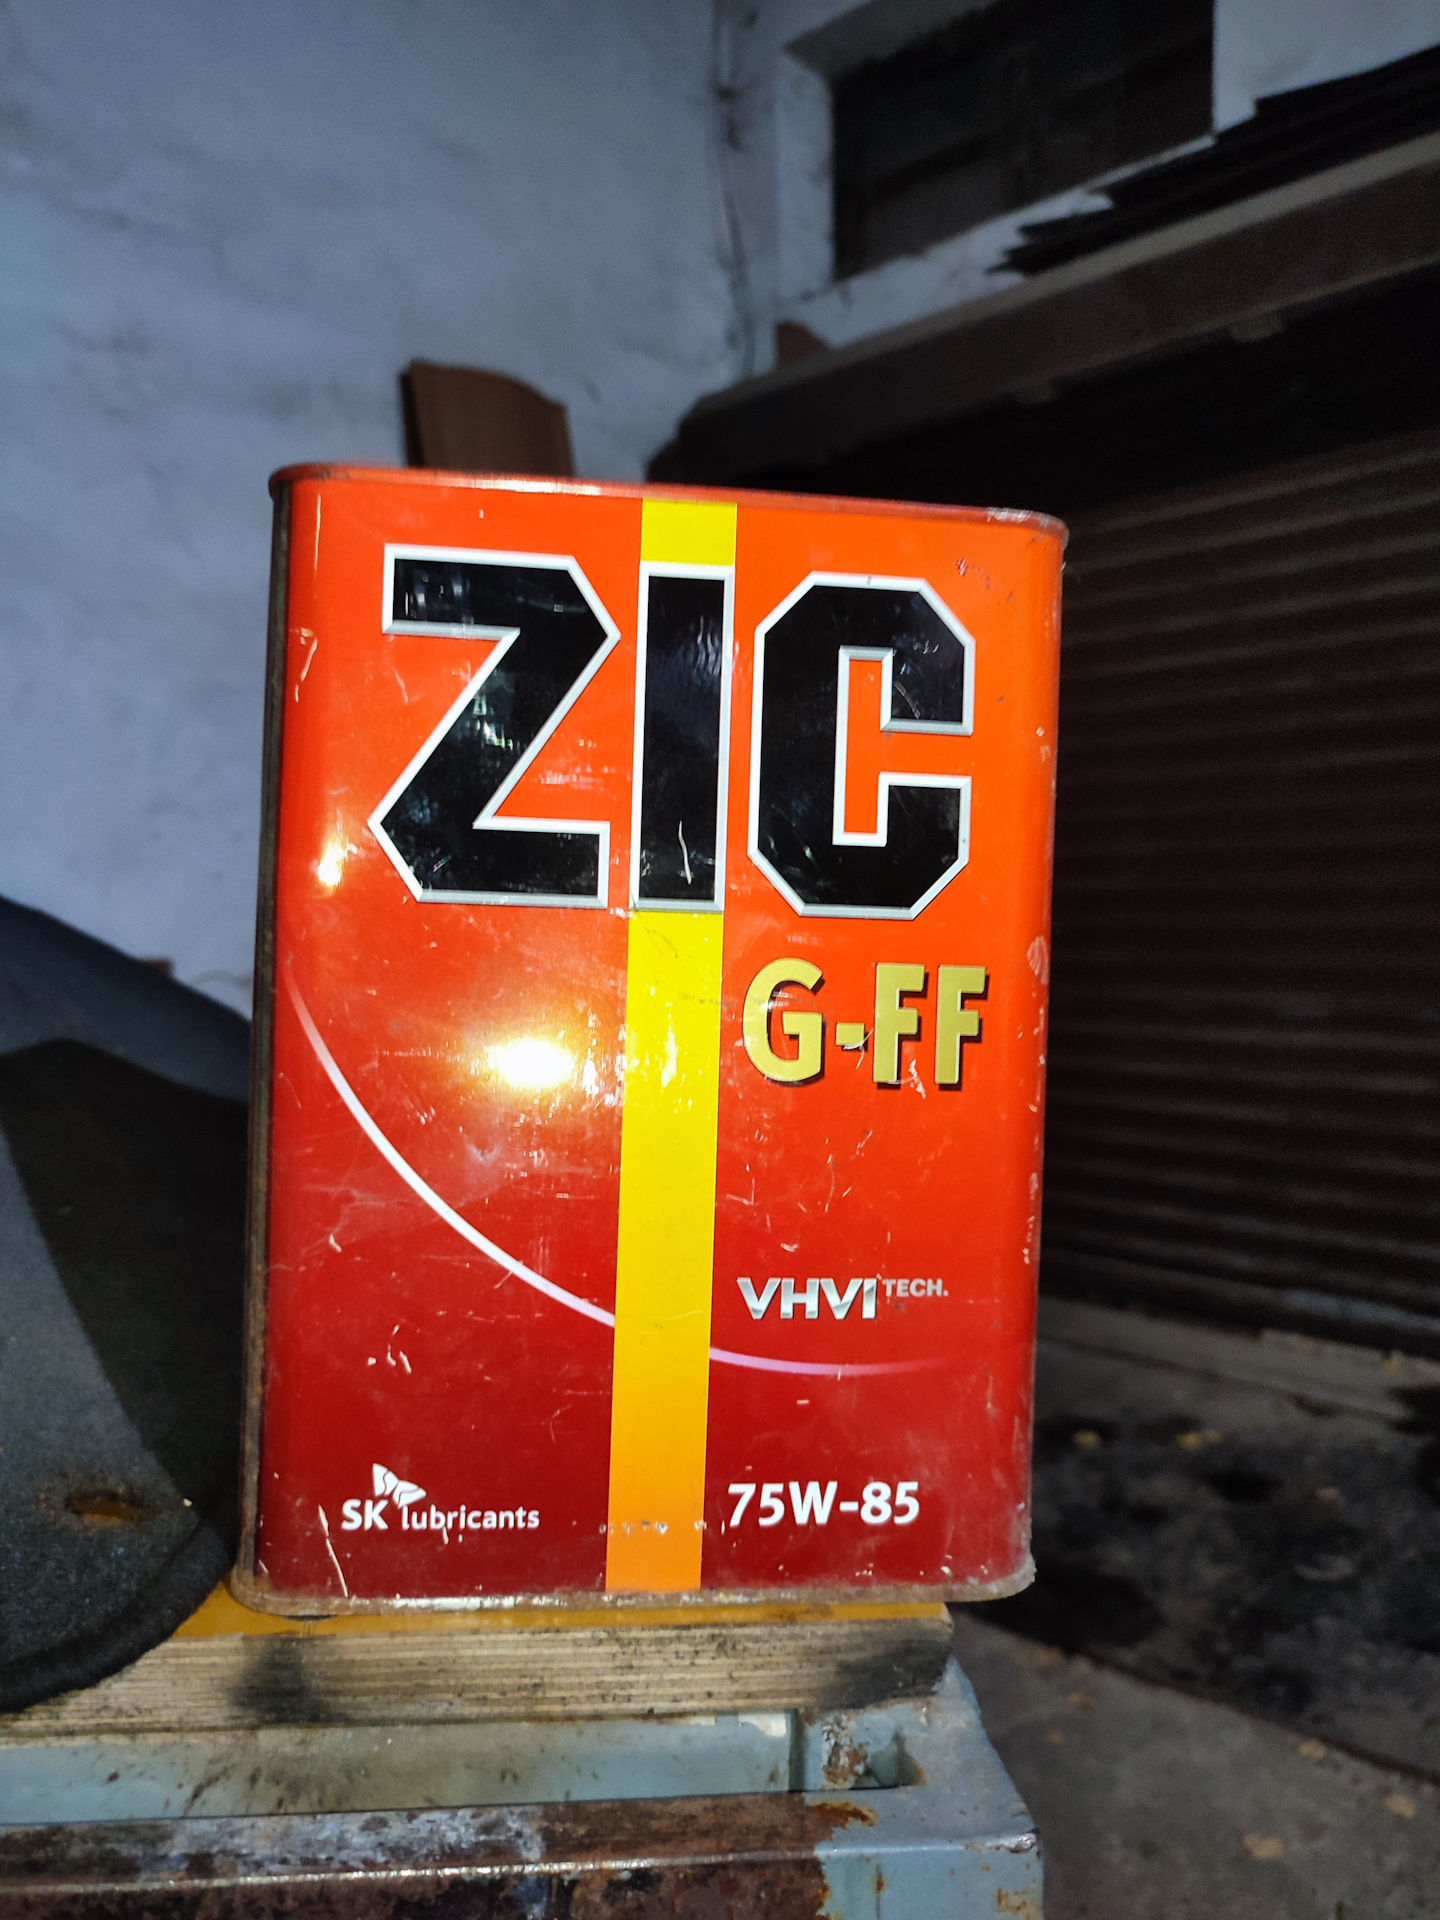 ZIC
G-FF
VHVI TECH.
SK lubricants
75W-85